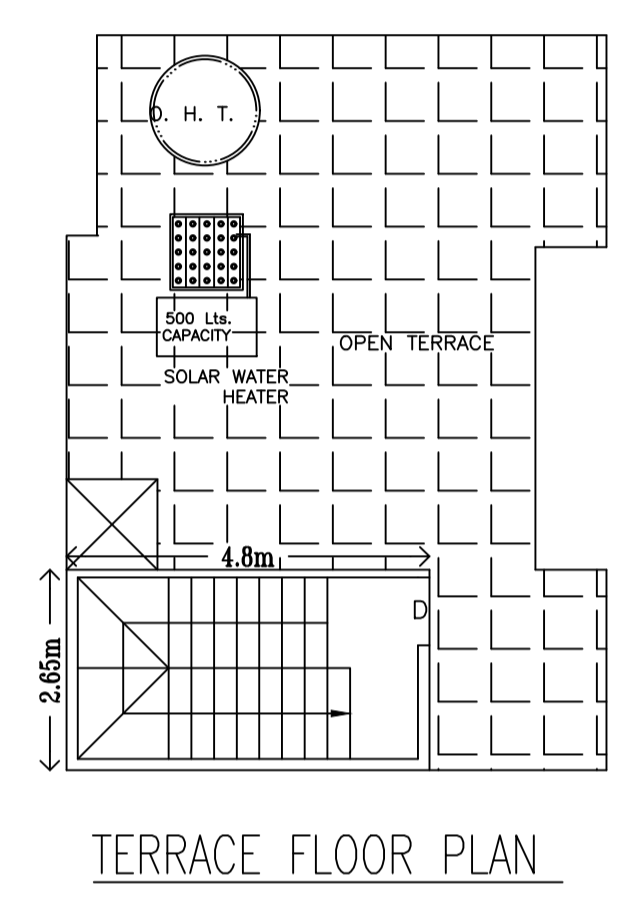 O. H. T.
500 Lts.
CAPACITY
OPEN TERRACE
SOLAR WATER
HEATER
4.8m
D
2.65m
TERRACE FLOOR PLAN